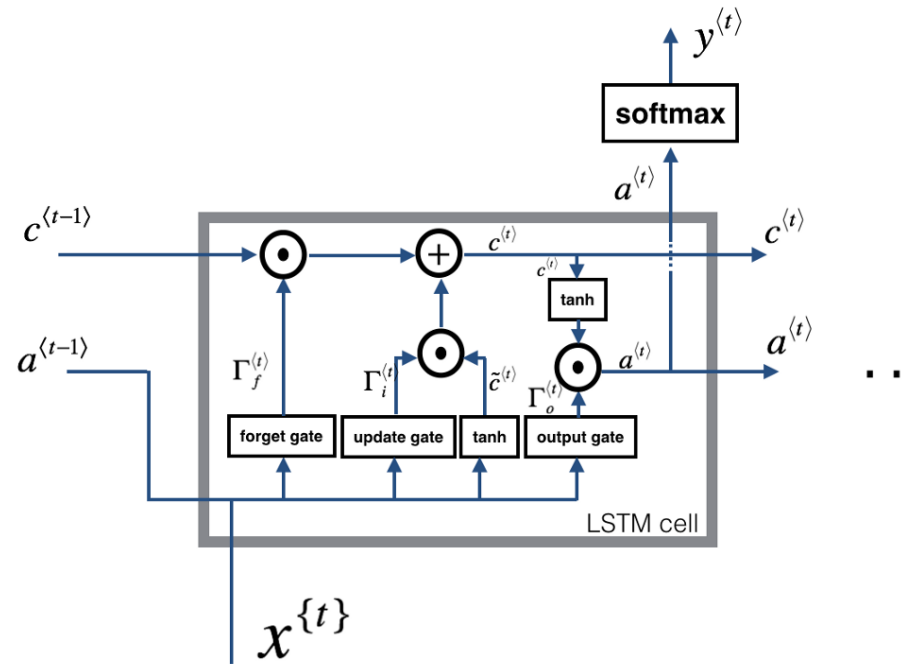 y⟨t⟩
softmax
a⟨t⟩
c⟨t−1⟩
c⟨t⟩
c⟨t⟩
c⟨t⟩
tanh
a⟨t−1⟩
a⟨t⟩
a⟨t⟩
Γf⟨t⟩
Γi⟨t⟩
c̃⟨t⟩
Γo⟨t⟩
forget gate
update gate
tanh
output gate
LSTM cell
x{t}